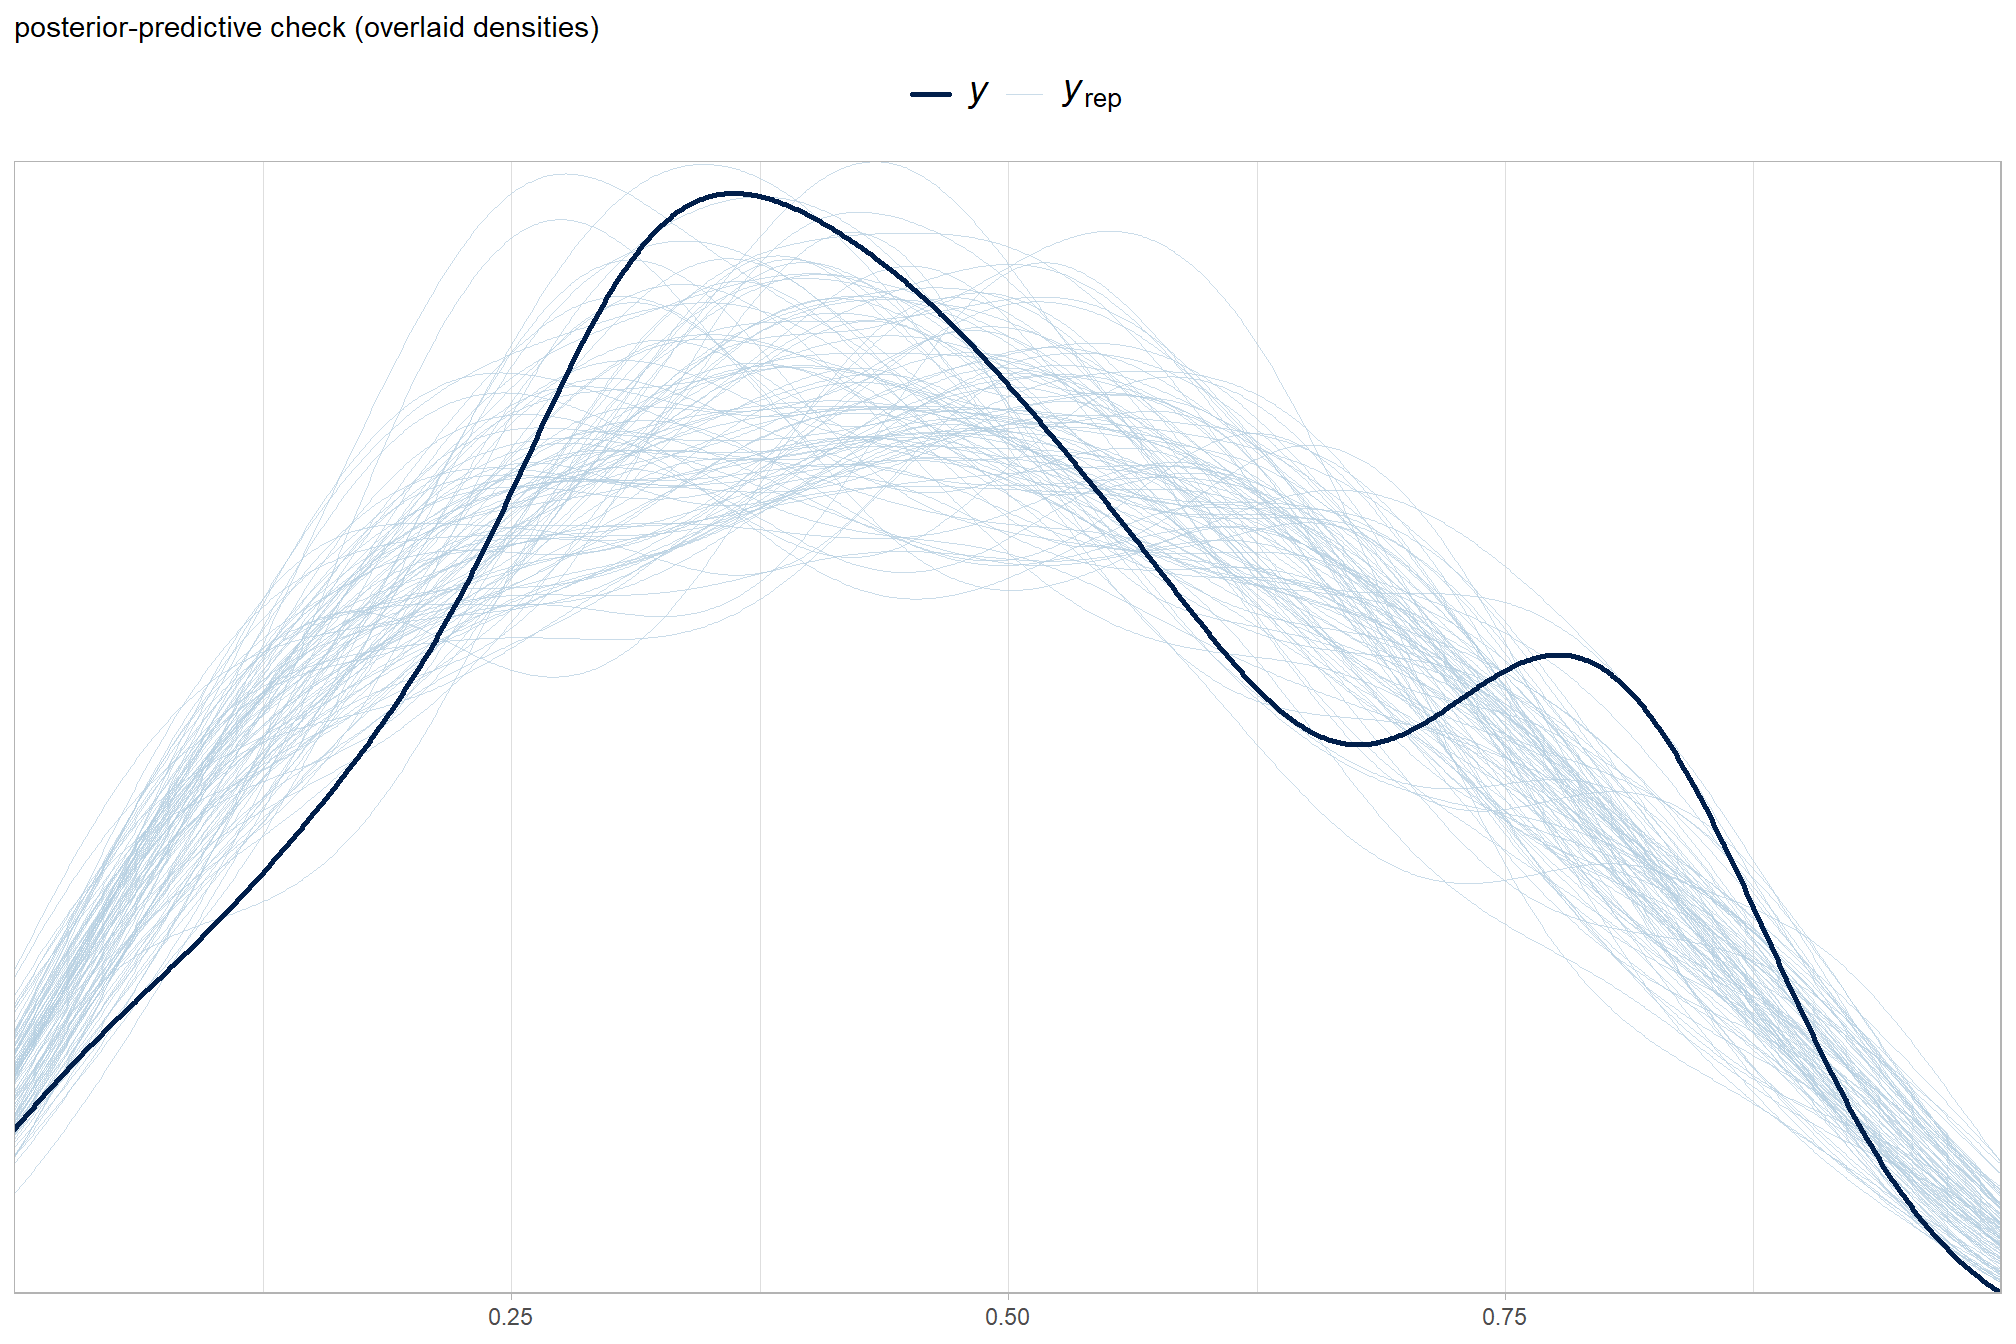 posterior-predictive check (overlaid densities)
y y rep
0.25 0.50 0.75